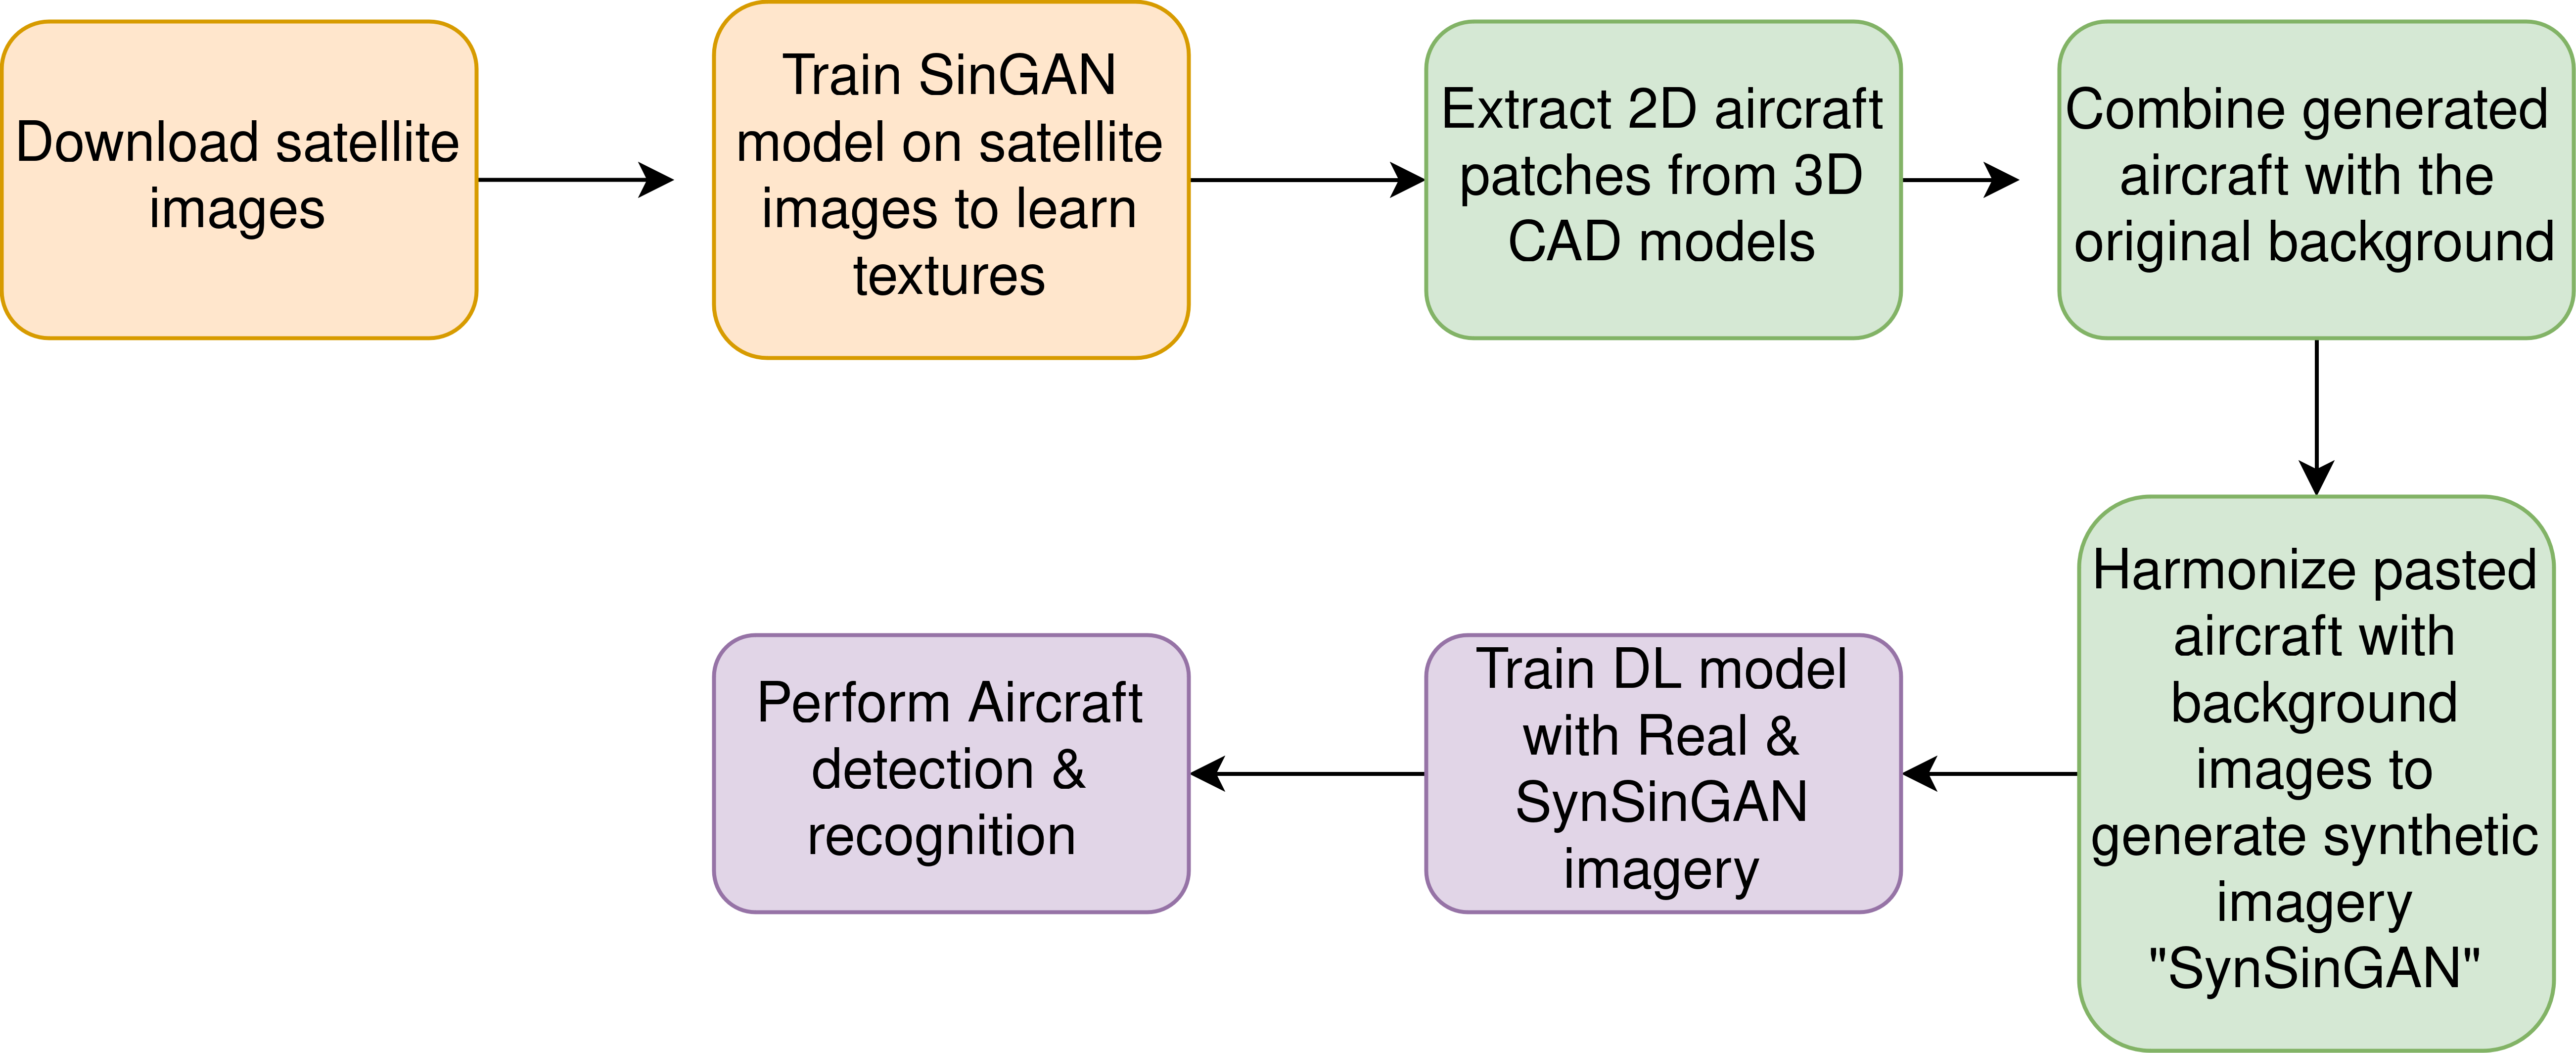 Download satellite
images
Train SinGAN
model on satellite
images to learn
textures
Extract 2D aircraft
patches from 3D
CAD models
Combine generated
aircraft with the
original background
Harmonize pasted
aircraft with
background
images to
generate synthetic
imagery
"SynSinGAN"
Train DL model
with Real &
SynSinGAN
imagery
Perform Aircraft
detection &
recognition